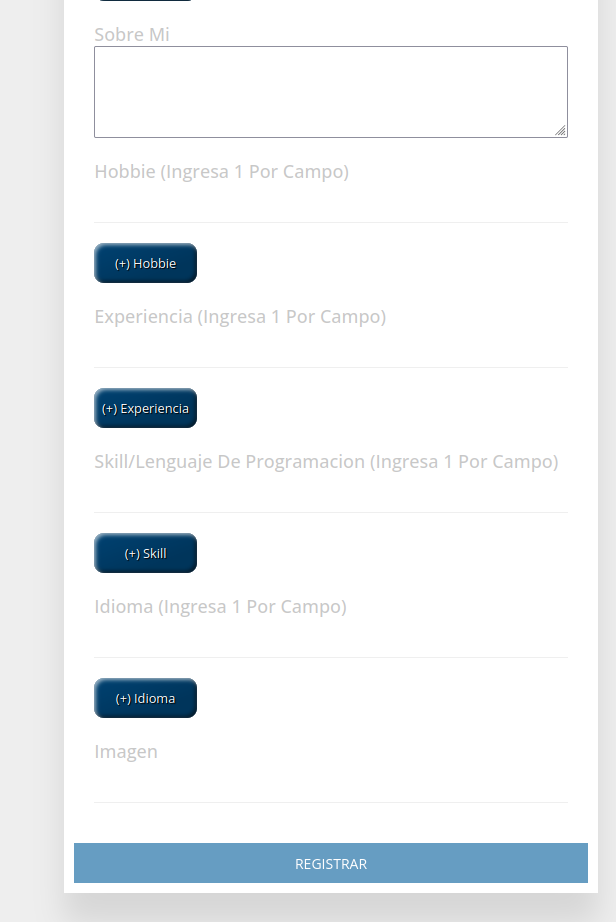 Sobre Mi
Hobbie (Ingresa 1 Por Campo)
(+) Hobbie
Experiencia (Ingresa 1 Por Campo)
(+) Experiencia
Skill/Lenguaje De Programacion (Ingresa 1 Por Campo)
(+) Skill
Idioma (Ingresa 1 Por Campo)
(+) Idioma
Imagen
REGISTRAR